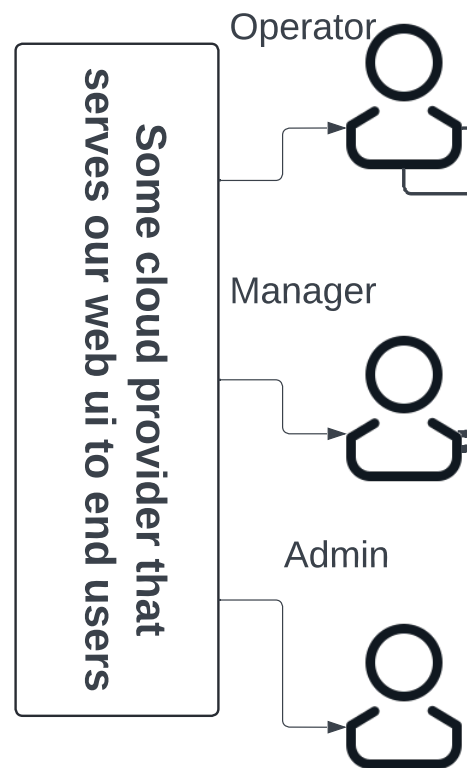 Operator
Some cloud provider that
serves our web ui to end users
Manager
Admin